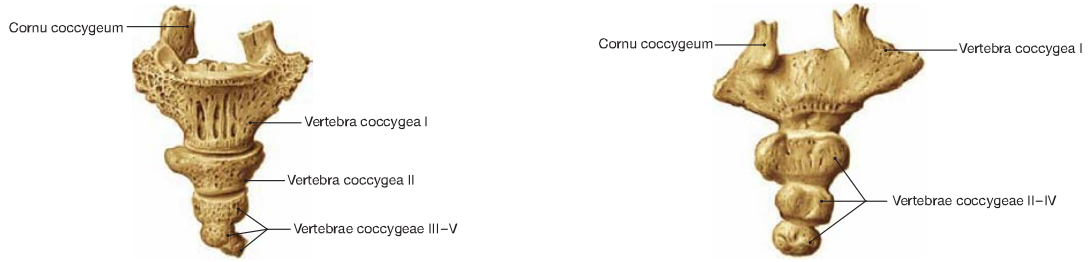 Cornu coccygeum
Vertebra coccygea I
Vertebra coccygea II
Vertebrae coccygeae III–V
Cornu coccygeum
Vertebra coccygea I
Vertebrae coccygeae II–IV